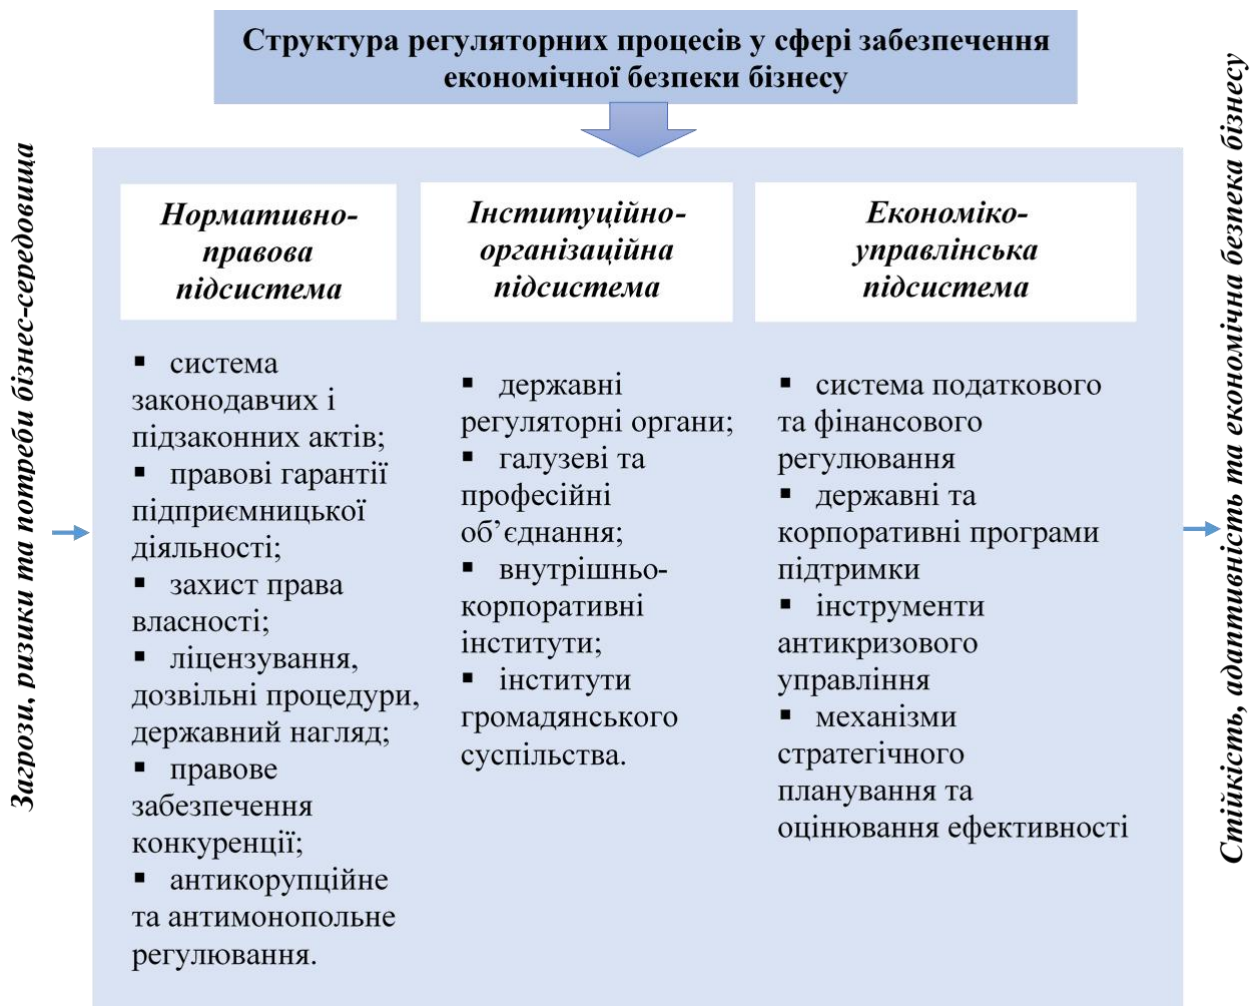 Структура регуляторних процесів у сфері забезпечення
економічної безпеки бізнесу
Загрози, ризики та потреби бізнес-середовища
Нормативно-
правова
підсистема
▪ система
законодавчих і
підзаконних актів;
▪ правові гарантії
підприємницької
діяльності;
▪ захист права
власності;
▪ ліцензування,
дозвільні процедури,
державний нагляд;
▪ правове
забезпечення
конкуренції;
▪ антикорупційне
та антимонопольне
регулювання.
Інституційно-
організаційна
підсистема
▪ державні
регуляторні органи;
▪ галузеві та
професійні
об’єднання;
▪ внутрішньо-
корпоративні
інститути;
▪ інститути
громадянського
суспільства.
Економіко-
управлінська
підсистема
▪ система податкового
та фінансового
регулювання
▪ державні та
корпоративні програми
підтримки
▪ інструменти
антикризового
управління
▪ механізми
стратегічного
планування та
оцінювання ефективності
Стійкість, адаптивність та економічна безпека бізнесу